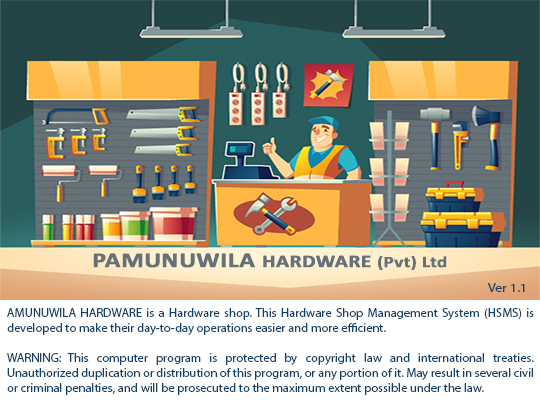 PAMUNUWILA HARDWARE (Pvt) Ltd
Ver 1.1
AMUNUWILA HARDWARE is a Hardware shop. This Hardware Shop Management System (HSMS) is
developed to make their day-to-day operations easier and more efficient.
WARNING: This computer program is protected by copyright law and international treaties.
Unauthorized duplication or distribution of this program, or any portion of it. May result in several civil
or criminal penalties, and will be prosecuted to the maximum extent possible under the law.